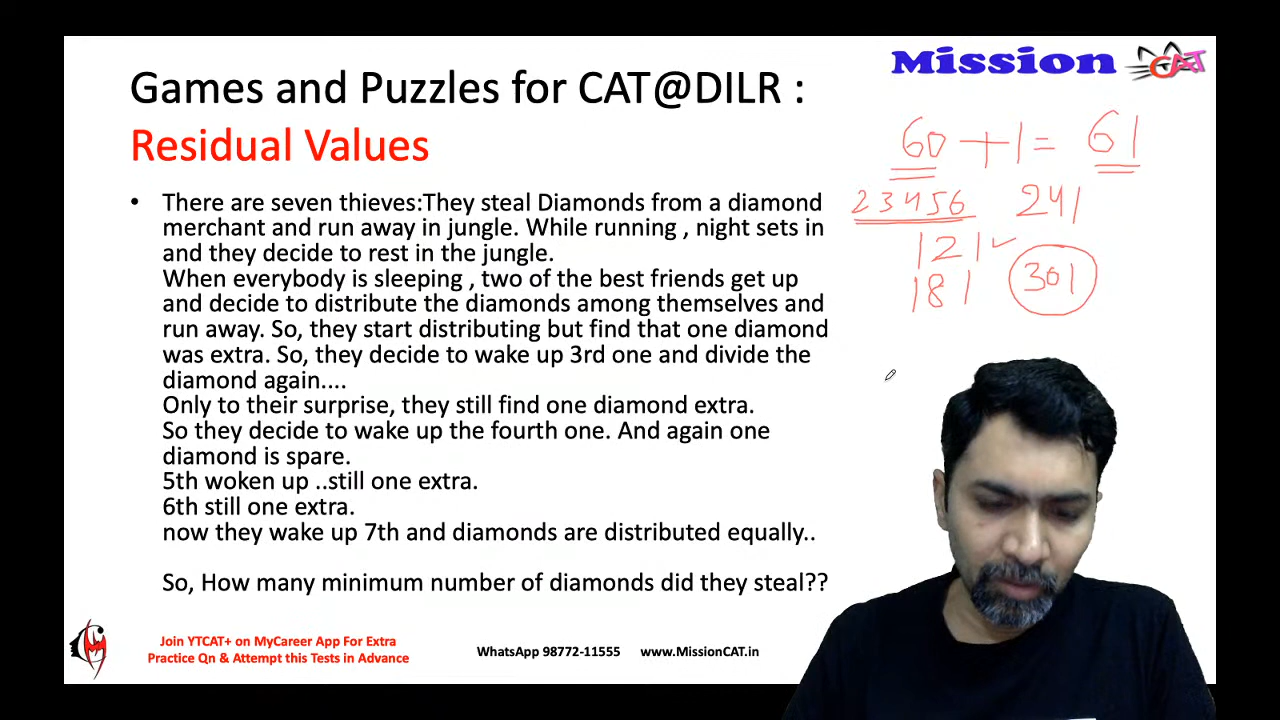 Mission
CAT
Games and Puzzles for CAT@DILR :
Residual Values
60 + 1 = 61
23456 241
121 ✓
181 301
• There are seven thieves:They steal Diamonds from a diamond
merchant and run away in jungle. While running , night sets in
and they decide to rest in the jungle.
When everybody is sleeping , two of the best friends get up
and decide to distribute the diamonds among themselves and
run away. So, they start distributing but find that one diamond
was extra. So, they decide to wake up 3rd one and divide the
diamond again....
Only to their surprise, they still find one diamond extra.
So they decide to wake up the fourth one. And again one
diamond is spare.
5th woken up ..still one extra.
6th still one extra.
now they wake up 7th and diamonds are distributed equally..
So, How many minimum number of diamonds did they steal??
Join YTCAT+ on MyCareer App For Extra
Practice Qn & Attempt this Tests in Advance
WhatsApp 98772-11555 www.MissionCAT.in